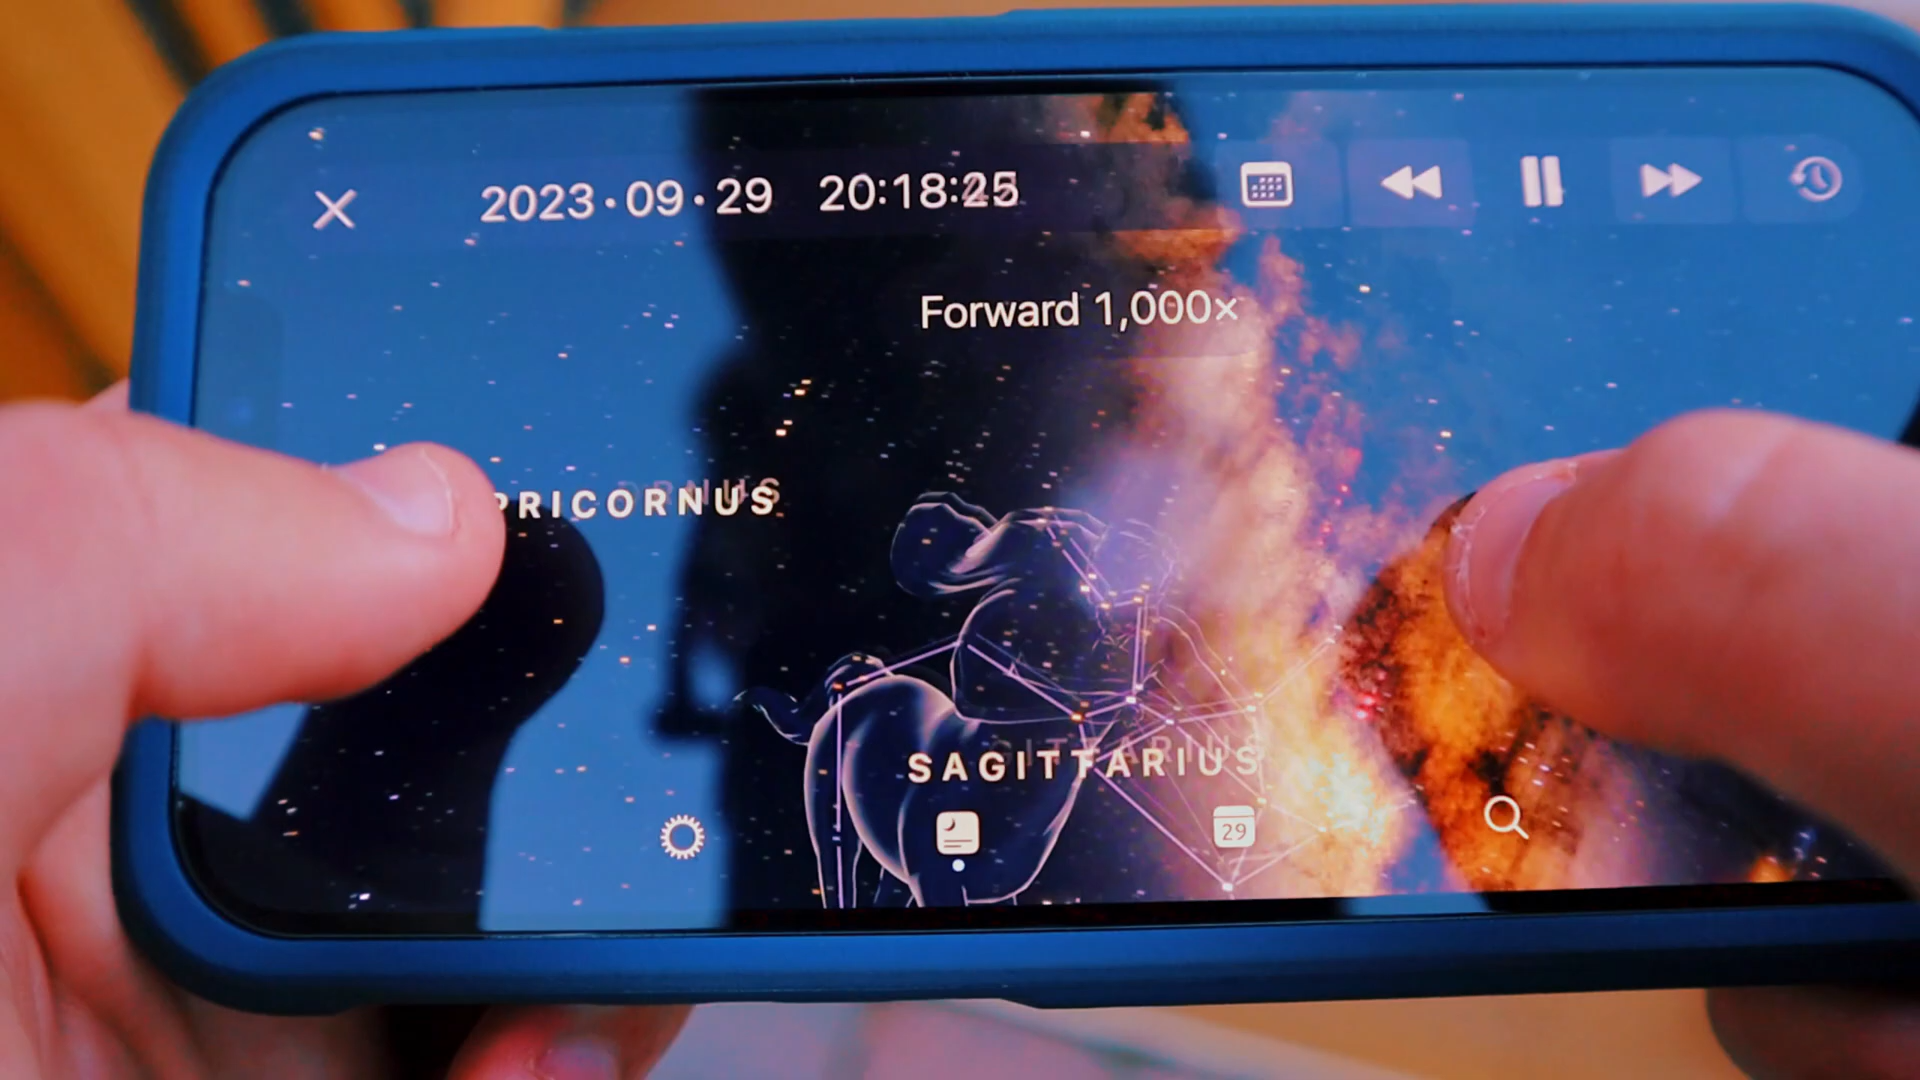 2023·09·29 20:18:25
Forward 1,000×
PRICORNUS
SAGITTARIUS
29